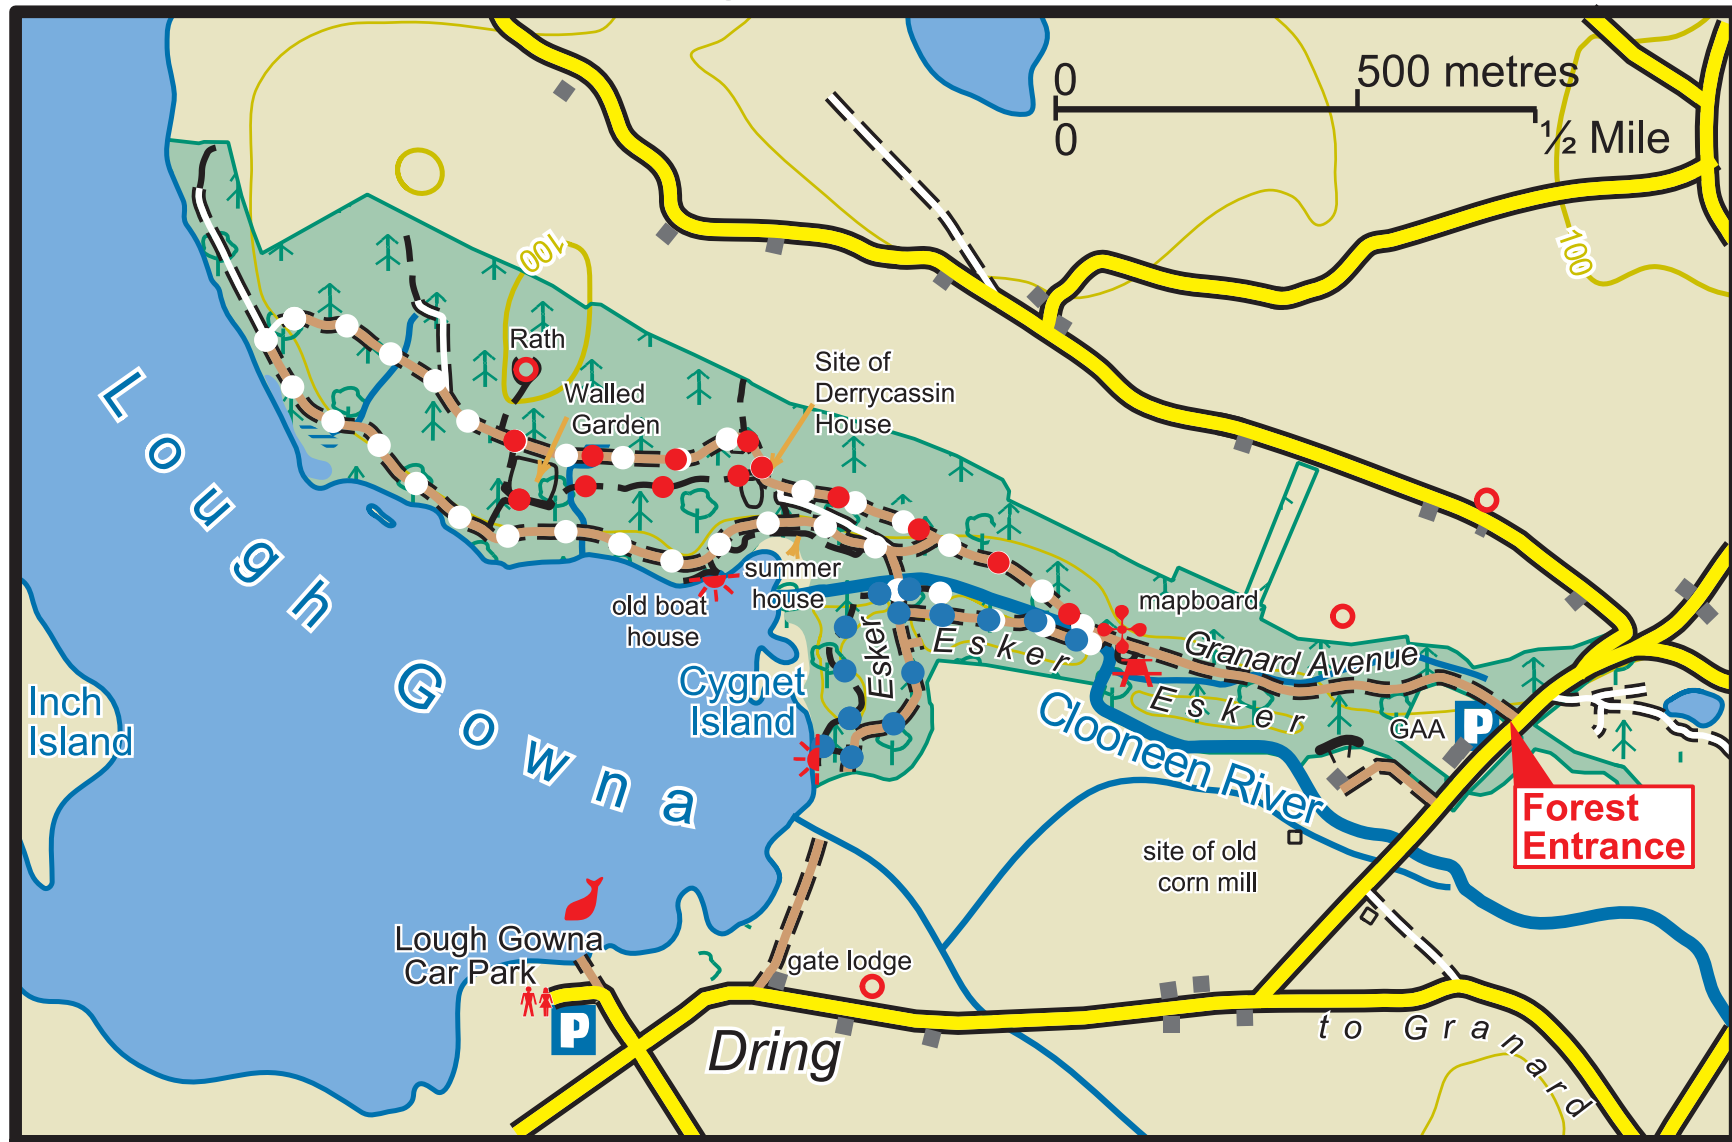 0
500 metres
0
½ Mile
100
100
Rath
Walled
Garden
Site of
Derrycassin
House
Lough Gowna
summer
house
old boat
house
mapboard
Granard Avenue
Esker
Esker
Esker
Cygnet
Island
Inch
Island
Clooneen River
GAA
P
Forest
Entrance
site of old
corn mill
Lough Gowna
Car Park
P
gate lodge
Dring
to Granard